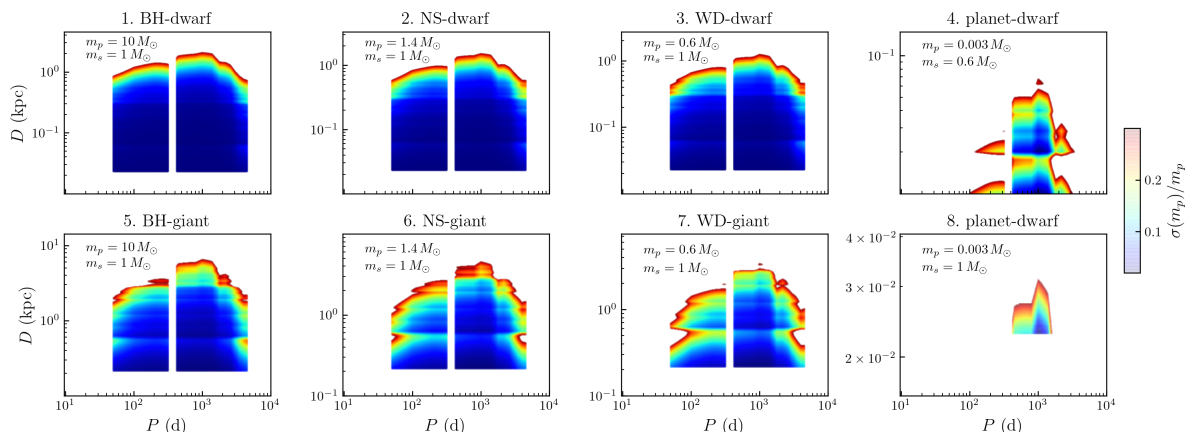 1. BH-dwarf
2. NS-dwarf
3. WD-dwarf
4. planet-dwarf
m_p = 10 M_⊙
m_s = 1 M_⊙
m_p = 1.4 M_⊙
m_s = 1 M_⊙
m_p = 0.6 M_⊙
m_s = 1 M_⊙
m_p = 0.003 M_⊙
m_s = 0.6 M_⊙
D (kpc)
10^0
10^{-1}
10^0
10^{-1}
10^0
10^{-1}
10^{-1}
10^1 10^2 10^3 10^4
5. BH-giant
6. NS-giant
7. WD-giant
8. planet-dwarf
m_p = 10 M_⊙
m_s = 1 M_⊙
m_p = 1.4 M_⊙
m_s = 1 M_⊙
m_p = 0.6 M_⊙
m_s = 1 M_⊙
m_p = 0.003 M_⊙
m_s = 1 M_⊙
D (kpc)
10^1
10^0
10^0
10^{-1}
10^0
10^{-1}
4 × 10^{-2}
3 × 10^{-2}
2 × 10^{-2}
10^1 10^2 10^3 10^4
10^1 10^2 10^3 10^4
10^1 10^2 10^3 10^4
10^1 10^2 10^3 10^4
P (d)
P (d)
P (d)
P (d)
0.2
0.1
σ(m_p)/m_p